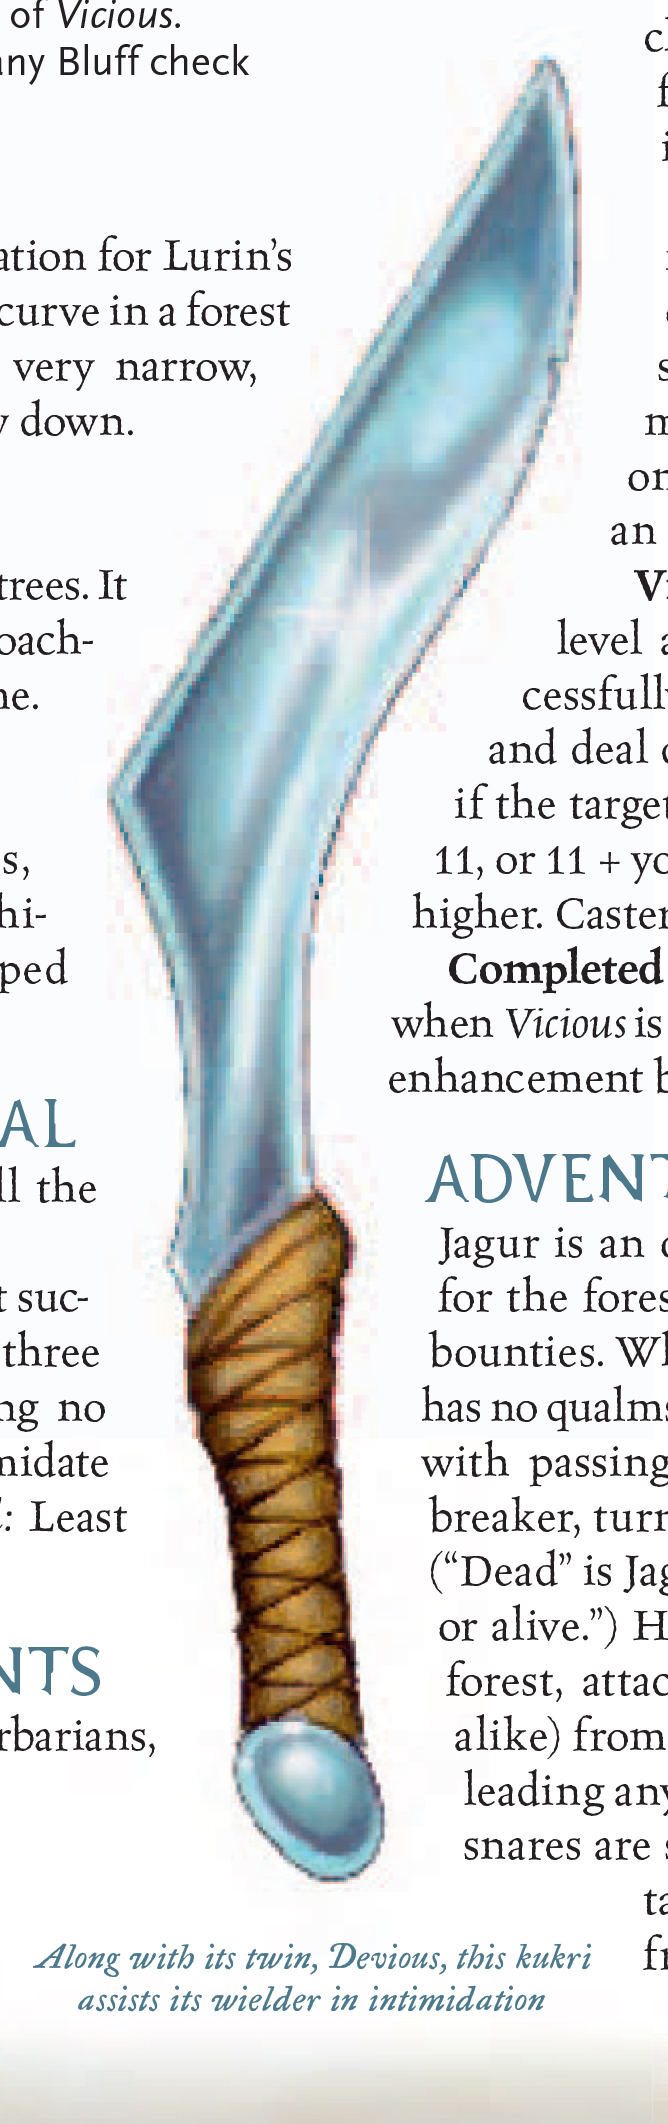 of Vicious.
any Bluff check
ation for Lurin's
curve in a forest
very narrow,
down.
trees. It
oach-
ne.
s,
hi-
ped
AL
ll the
t suc-
three
ng no
midate
: Least
NTS
rbarians,
an
level a
cessfully
and deal
if the target
11, or 11 + yo
higher. Caster
Completed
when Vicious is
enhancement b
ADVENT
Jagur is an
for the fores
bounties. Wh
has no qualms
with passing
breaker, turn
("Dead" is Jag
or alive.") H
forest, attac
alike) from
leading any
snares are s
ta
fr
Along with its twin, Devious, this kukri
assists its wielder in intimidation